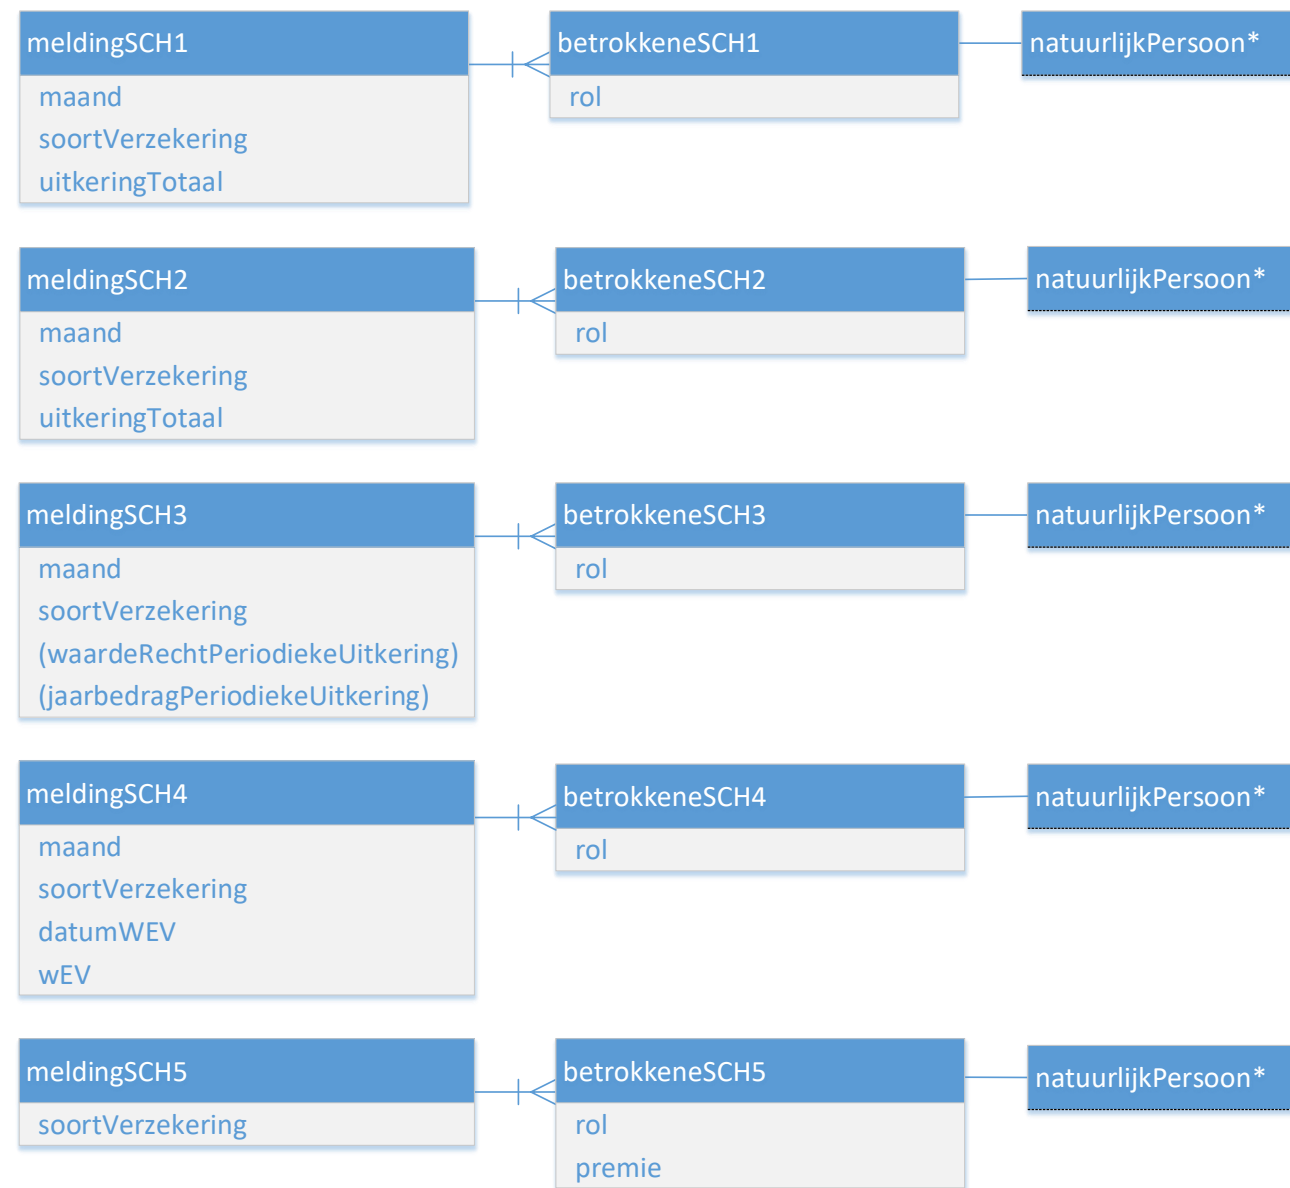 meldingSCH1
betrokkeneSCH1
natuurlijkPersoon*
maand
soortVerzekering
uitkeringTotaal
rol
meldingSCH2
betrokkeneSCH2
natuurlijkPersoon*
maand
soortVerzekering
uitkeringTotaal
rol
meldingSCH3
betrokkeneSCH3
natuurlijkPersoon*
maand
soortVerzekering
(waardeRechtPeriodiekeUitkering)
(jaarbedragPeriodiekeUitkering)
rol
meldingSCH4
betrokkeneSCH4
natuurlijkPersoon*
maand
soortVerzekering
datumWEV
wEV
rol
meldingSCH5
betrokkeneSCH5
natuurlijkPersoon*
soortVerzekering
rol
premie